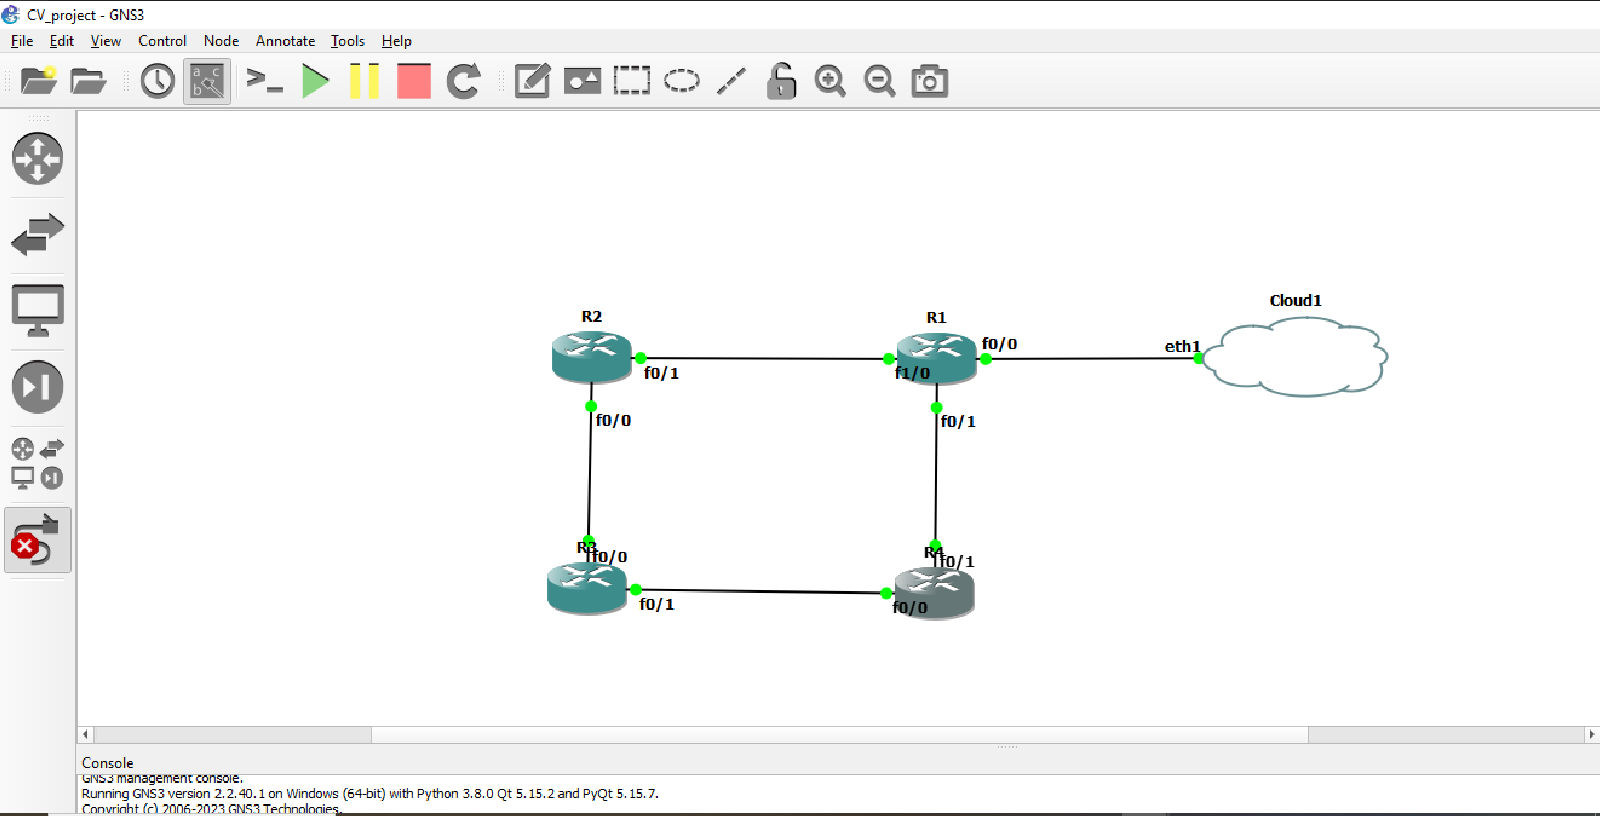 CV_project - GNS3
File Edit View Control Node Annotate Tools Help
a c
b
Cloud1
R2
R1
f0/0
eth1
f0/1
f1/0
f0/0
f0/1
R3
f0/0
R4
f0/1
f0/1
f0/0
Console
GNS3 management console.
Running GNS3 version 2.2.40.1 on Windows (64-bit) with Python 3.8.0 Qt 5.15.2 and PyQt 5.15.7.
Copyright (c) 2006-2023 GNS3 Technologies.